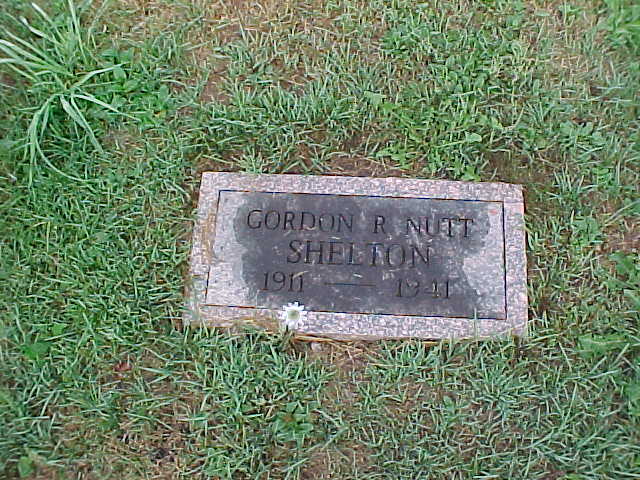 GORDON R NUTT
SHELTON
1911 — 1941